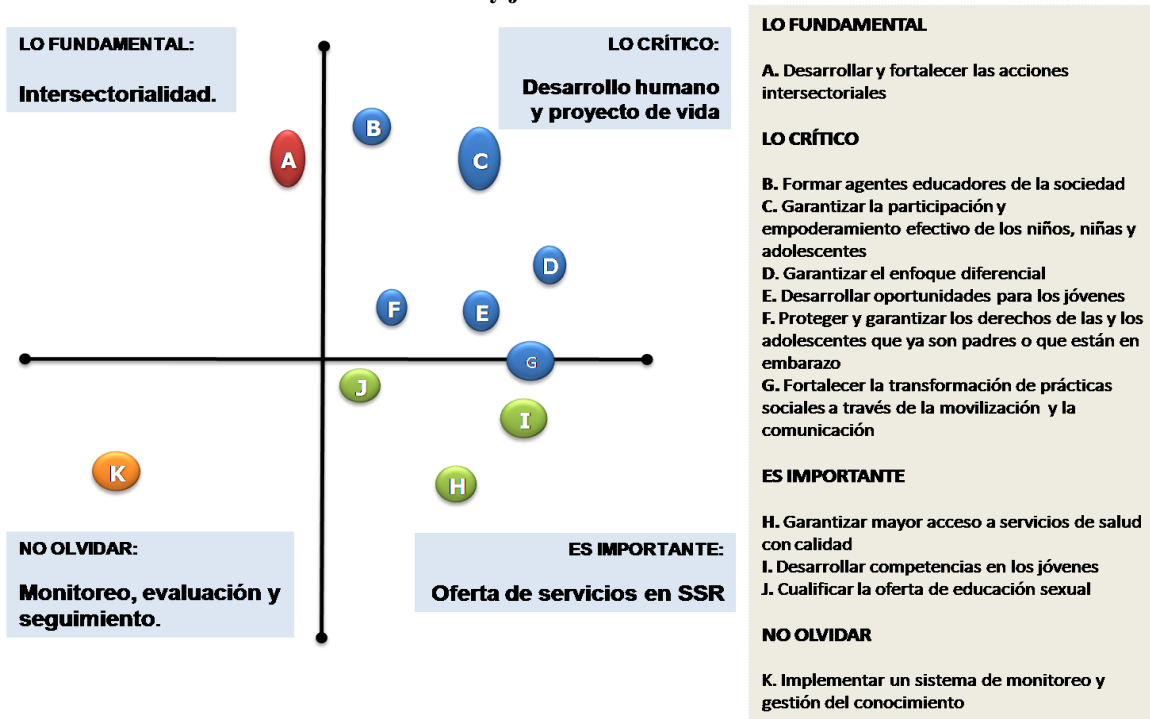 LO FUNDAMENTAL:
Intersectorialidad.
LO CRÍTICO:
Desarrollo humano
y proyecto de vida
B
A
C
D
F
E
G
J
I
K
H
NO OLVIDAR:
Monitoreo, evaluación y
seguimiento.
ES IMPORTANTE:
Oferta de servicios en SSR
LO FUNDAMENTAL
A. Desarrollar y fortalecer las acciones
intersectoriales
LO CRÍTICO
B. Formar agentes educadores de la sociedad
C. Garantizar la participación y
empoderamiento efectivo de los niños, niñas y
adolescentes
D. Garantizar el enfoque diferencial
E. Desarrollar oportunidades para los jóvenes
F. Proteger y garantizar los derechos de las y los
adolescentes que ya son padres o que están en
embarazo
G. Fortalecer la transformación de prácticas
sociales a través de la movilización y la
comunicación
ES IMPORTANTE
H. Garantizar mayor acceso a servicios de salud
con calidad
I. Desarrollar competencias en los jóvenes
J. Cualificar la oferta de educación sexual
NO OLVIDAR
K. Implementar un sistema de monitoreo y
gestión del conocimiento